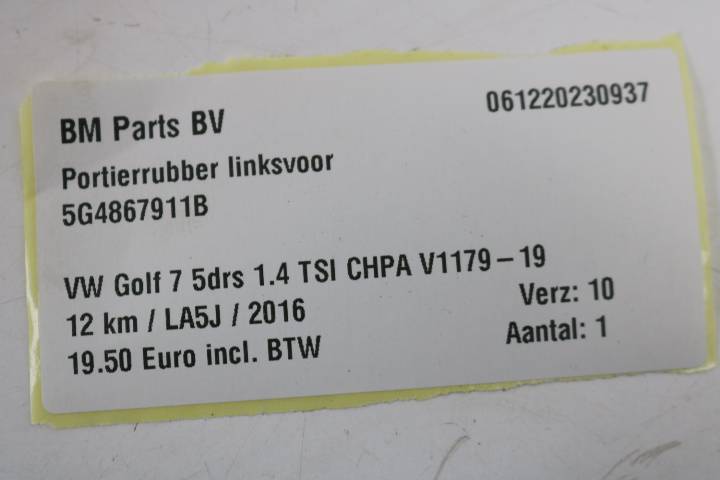 BM Parts BV
061220230937
Portierrubber linksvoor
5G4867911B
VW Golf 7 5drs 1.4 TSI CHPA V1179-19
12 km / LA5J / 2016
Verz: 10
19.50 Euro incl. BTW
Aantal: 1